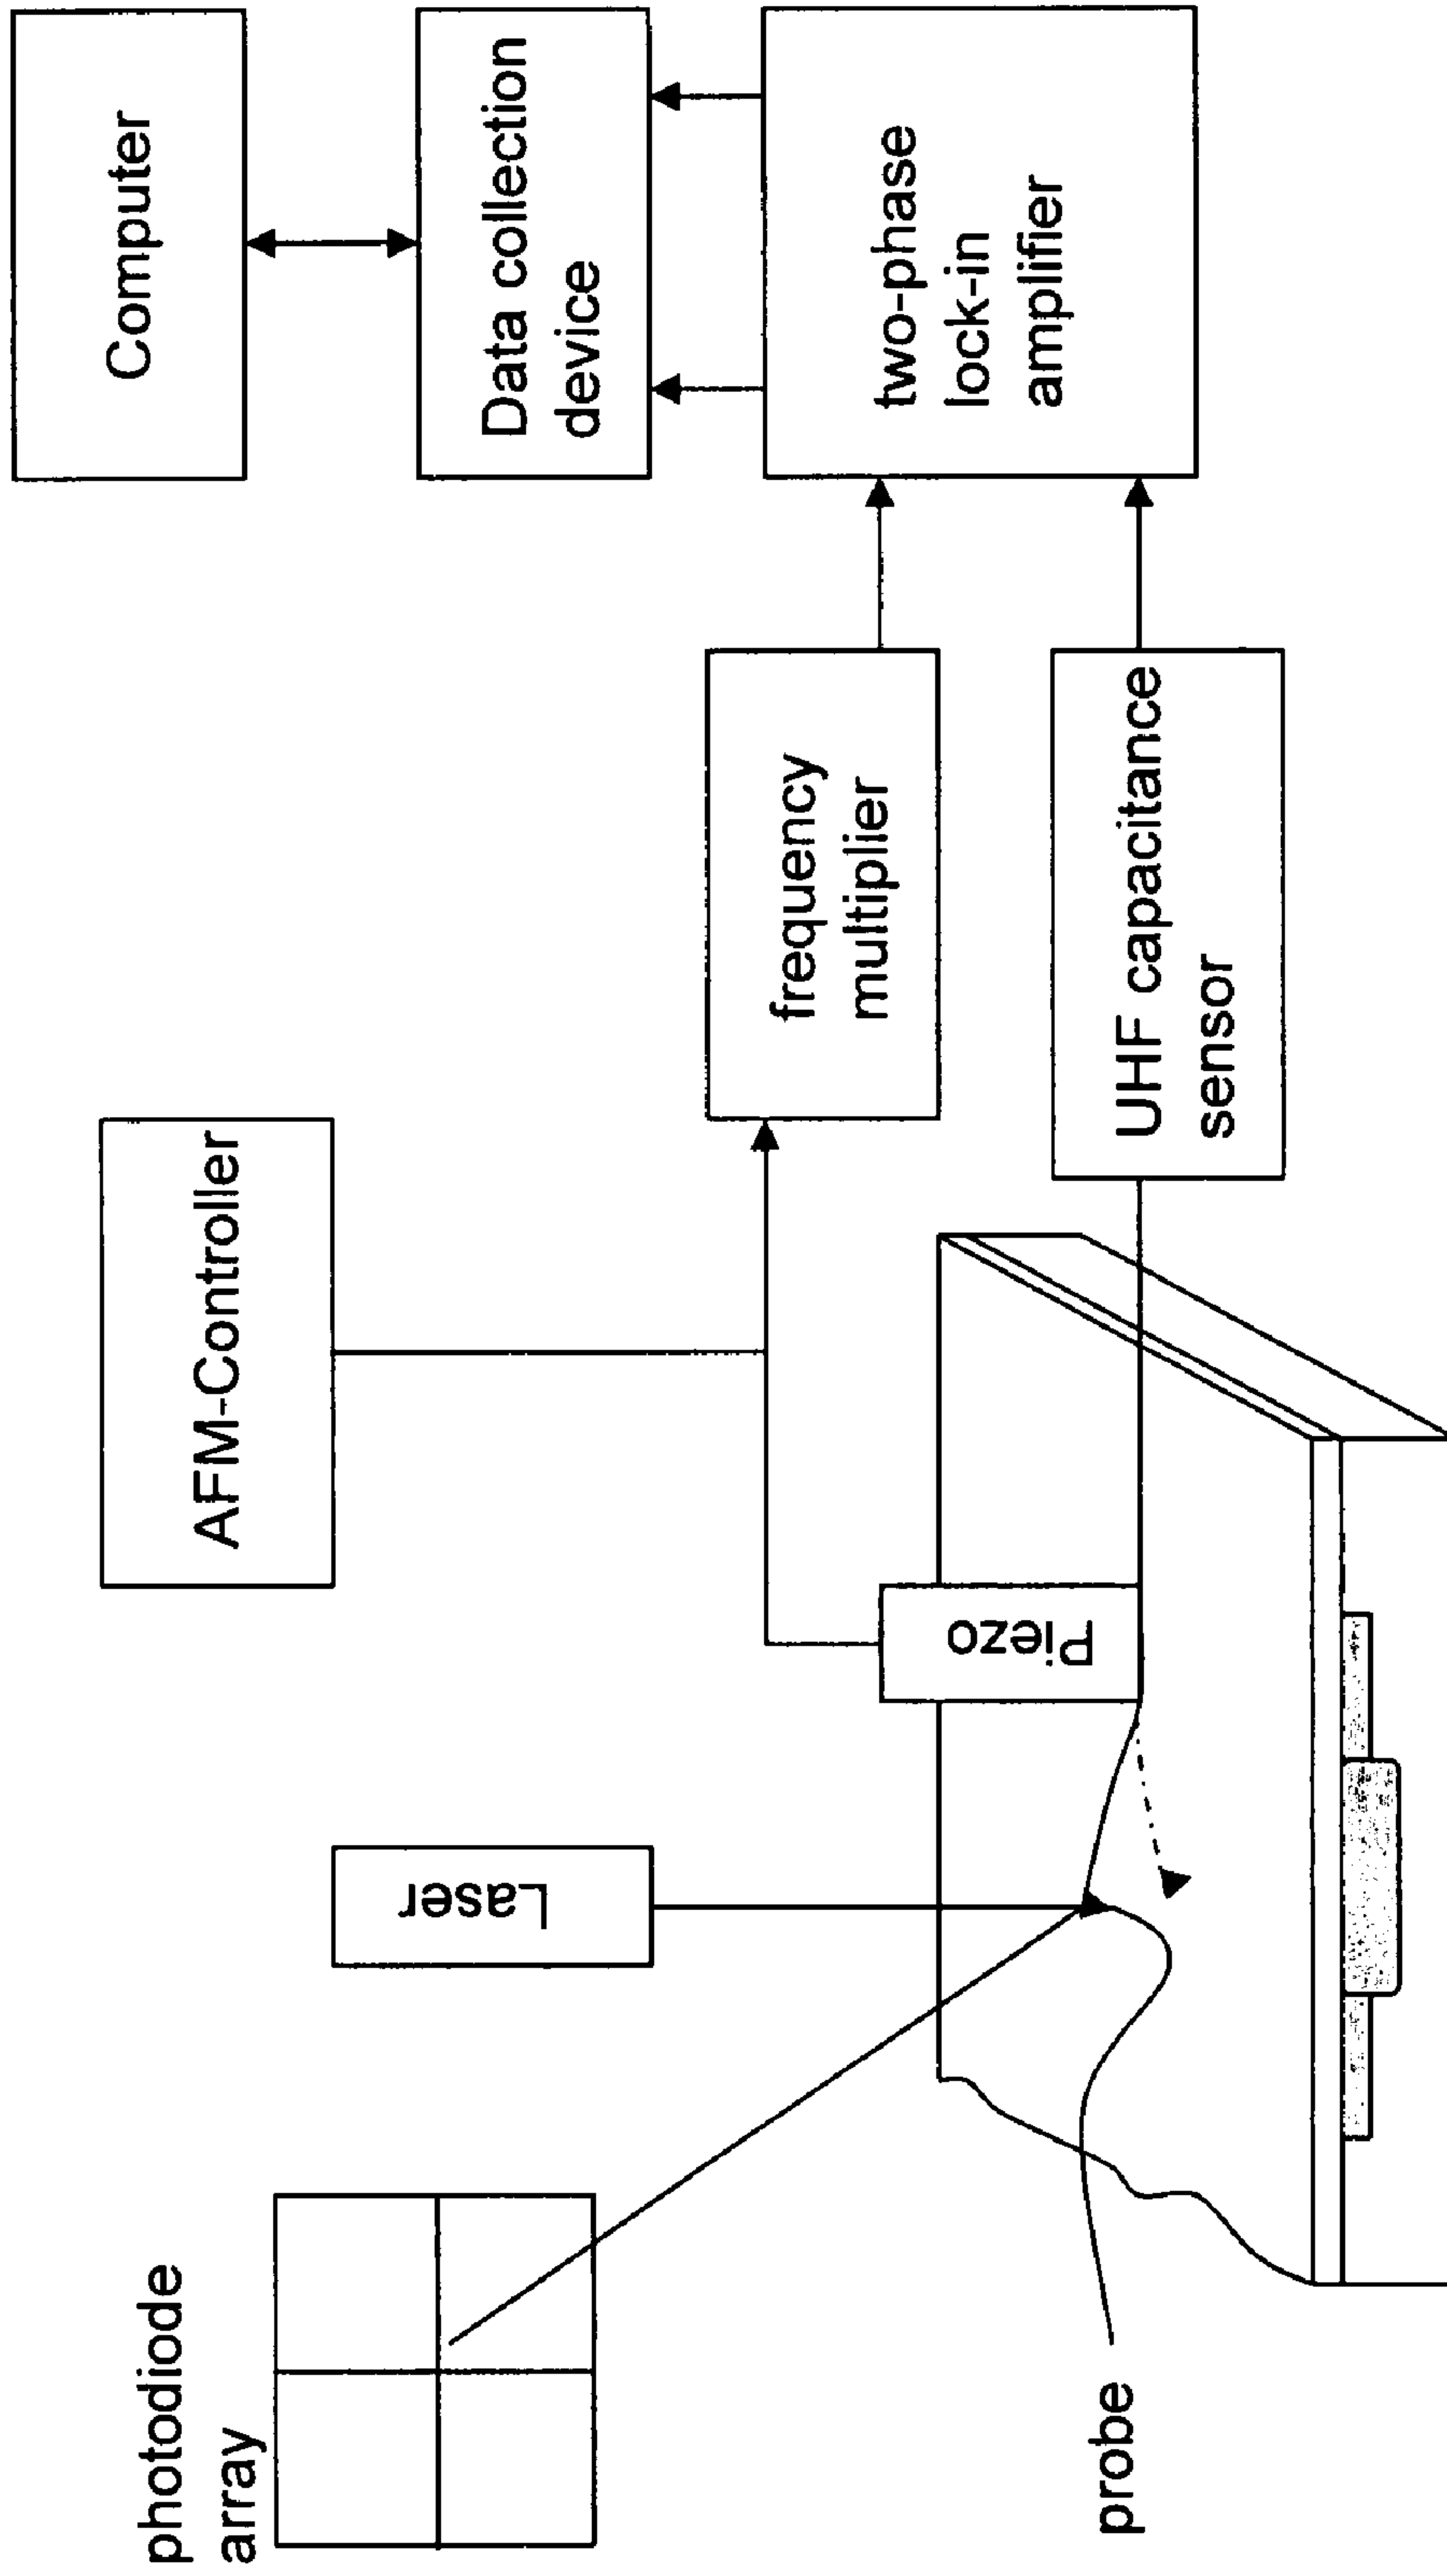 photodiode
array
Laser
AFM-Controller
Computer
Data collection
device
two-phase
lock-in
amplifier
frequency
multiplier
UHF capacitance
sensor
Piezo
probe